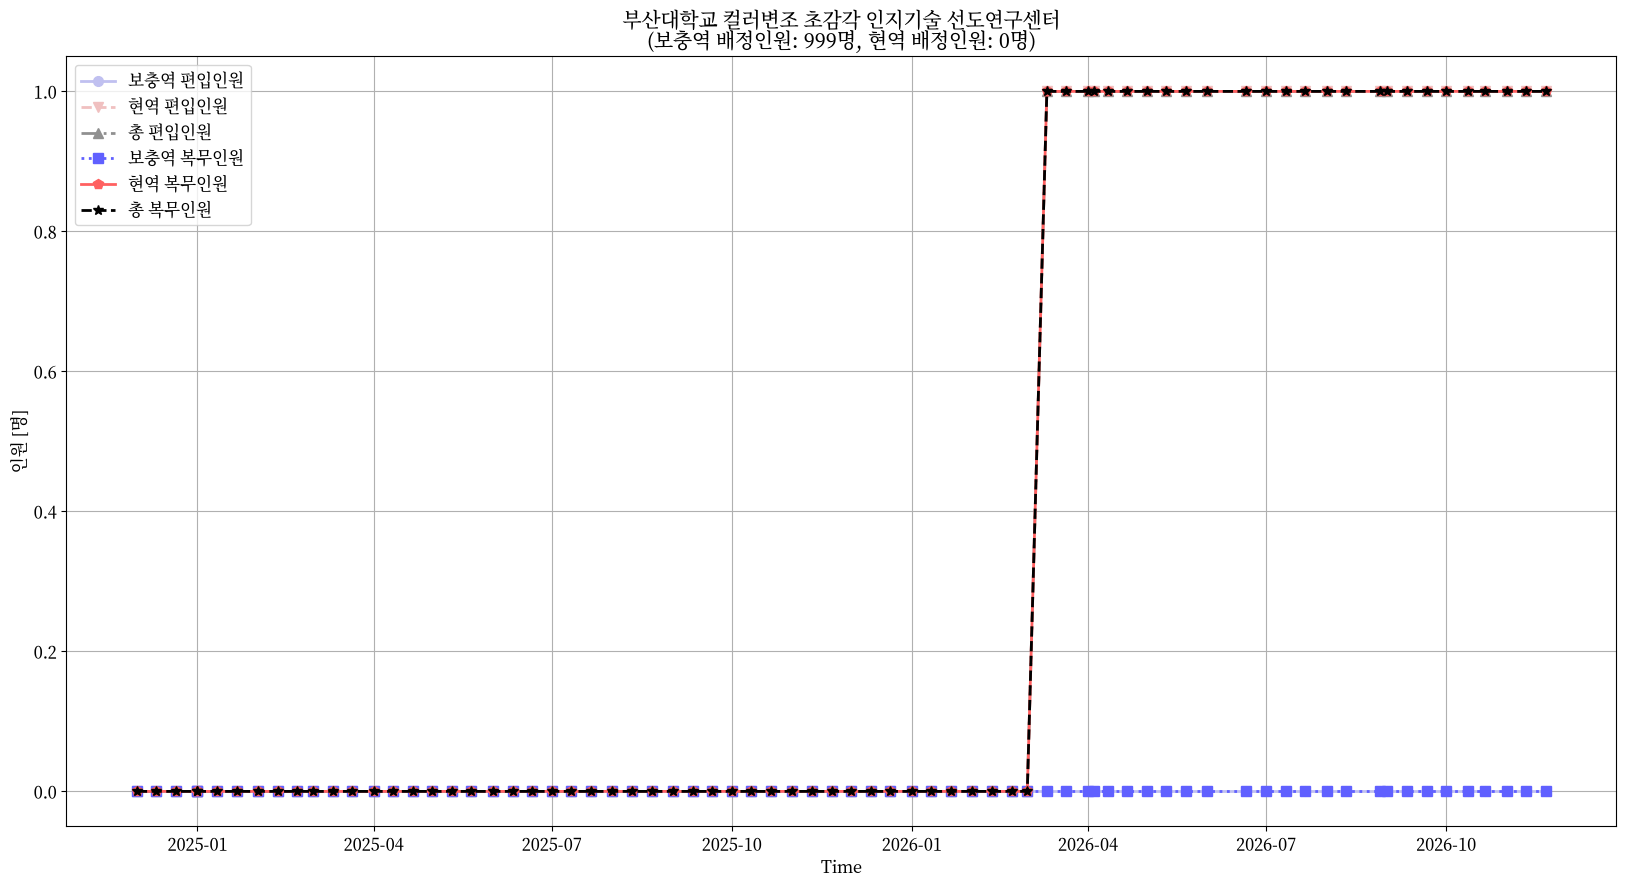 부산대학교 컬러변조 초감각 인지기술 선도연구센터
(보충역 배정인원: 999명, 현역 배정인원: 0명)
보충역 편입인원
현역 편입인원
총 편입인원
보충역 복무인원
현역 복무인원
총 복무인원
인원 [명]
1.0
0.8
0.6
0.4
0.2
0.0
2025-01
2025-04
2025-07
2025-10
2026-01
2026-04
2026-07
2026-10
Time